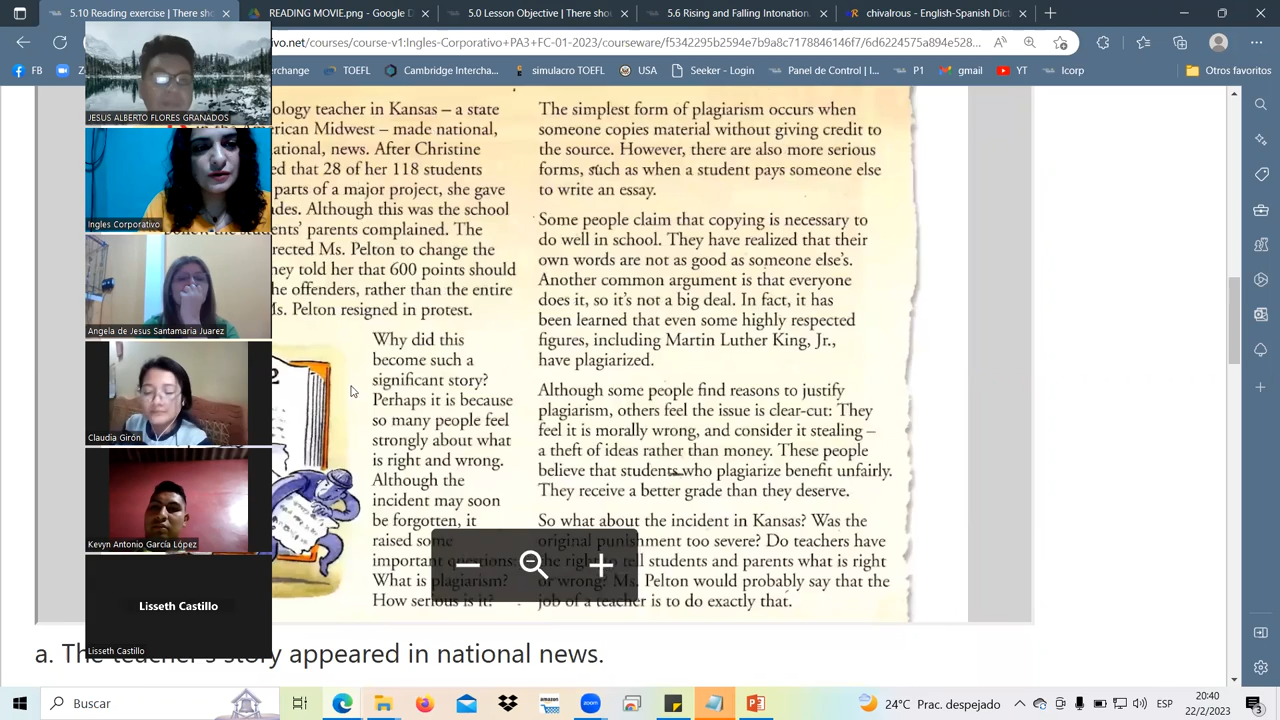 5.10 Reading
5.0 Lesson Objective | There shou
5.6 Rising and Falling Intonation
chivalrous - English-Spanish Dict
ivo.net/courses/course-v1:Ingles-Corporativo+PA3+FC-01-2023/courseware/f5342295b2594e7b9a8c7178846146f7/6d6224575a894e528...
FB
TOEFL
Cambridge Intercha...
simulacro TOEFL
USA
Seeker - Login
Panel de Control | I...
P1
gmail
YT
Icorp
Otros favoritos
JESUS ALBERTO FLORES GRANADOS
Ingles Corporativo
Angela de Jesus Santamaria Juarez
Claudia Girón
Kevyn Antonio García López
Lisseth Castillo
Lisseth Castillo
ology teacher in Kansas – a state
rican Midwest – made national,
ational, news. After Christine
ed that 28 of her 118 students
parts of a major project, she gave
des. Although this was the school
ents' parents complained. The
rected Ms. Pelton to change the
ey told her that 600 points should
he offenders, rather than the entire
s. Pelton resigned in protest.
Why did this
become such a
significant story?
Perhaps it is because
so many people feel
strongly about what
is right and wrong.
Although the
incident may soon
be forgotten, it
raised some
important questions:
What is plagiarism?
How serious is it?
The simplest form of plagiarism occurs when
someone copies material without giving credit to
the source. However, there are also more serious
forms, such as when a student pays someone else
to write an essay.
Some people claim that copying is necessary to
do well in school. They have realized that their
own words are not as good as someone else's.
Another common argument is that everyone
does it, so it's not a big deal. In fact, it has
been learned that even some highly respected
figures, including Martin Luther King, Jr.,
have plagiarized.
Although some people find reasons to justify
plagiarism, others feel the issue is clear-cut: They
feel it is morally wrong, and consider it stealing –
a theft of ideas rather than money. These people
believe that students who plagiarize benefit unfairly.
They receive a better grade than they deserve.
So what about the incident in Kansas? Was the
original punishment too severe? Do teachers have
the right to tell students and parents what is right
or wrong? Ms. Pelton would probably say that the
job of a teacher is to do exactly that.
a. The teacher's story appeared in national news.
Buscar
24°C Prac. despejado
ESP
20:40
22/2/2023
3